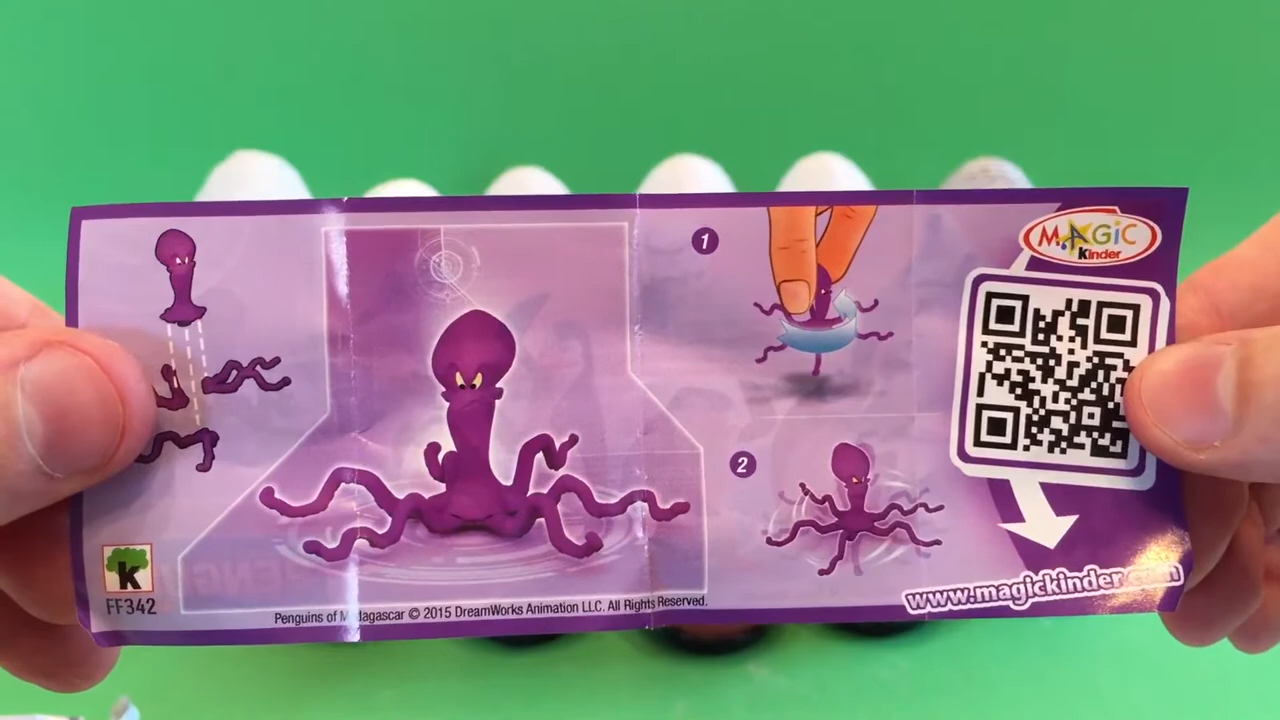 1
MAGiC
Kinder
2
K
FF342
Penguins of Madagascar © 2015 DreamWorks Animation LLC. All Rights Reserved.
www.magickinder.com